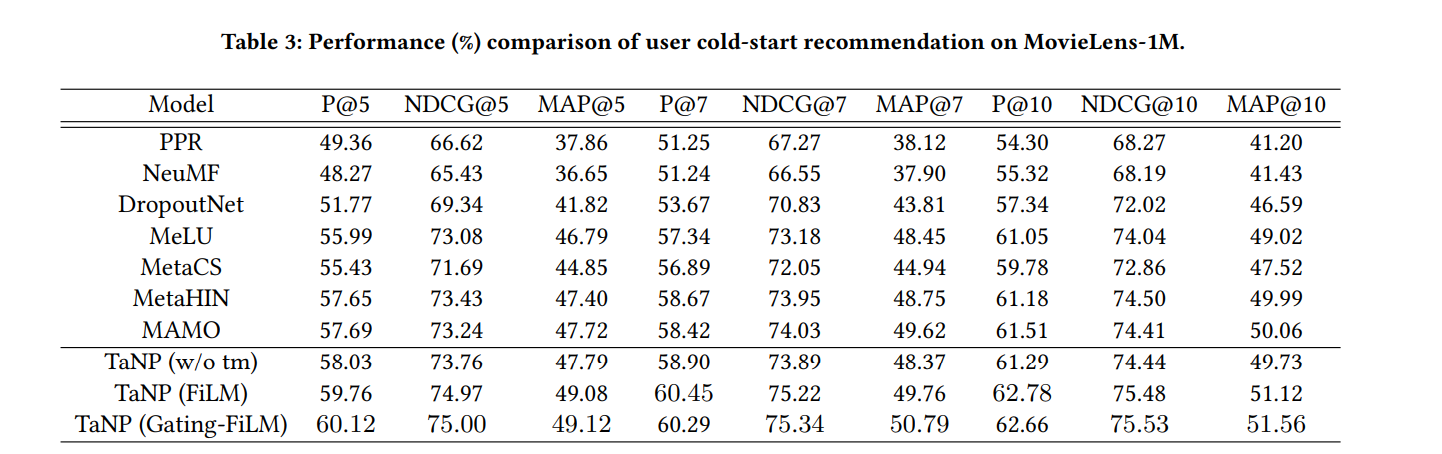 Table 3: Performance (%) comparison of user cold-start recommendation on MovieLens-1M.
Model P@5 NDCG@5 MAP@5 P@7 NDCG@7 MAP@7 P@10 NDCG@10 MAP@10
PPR 49.36 66.62 37.86 51.25 67.27 38.12 54.30 68.27 41.20
NeuMF 48.27 65.43 36.65 51.24 66.55 37.90 55.32 68.19 41.43
DropoutNet 51.77 69.34 41.82 53.67 70.83 43.81 57.34 72.02 46.59
MeLU 55.99 73.08 46.79 57.34 73.18 48.45 61.05 74.04 49.02
MetaCS 55.43 71.69 44.85 56.89 72.05 44.94 59.78 72.86 47.52
MetaHIN 57.65 73.43 47.40 58.67 73.95 48.75 61.18 74.50 49.99
MAMO 57.69 73.24 47.72 58.42 74.03 49.62 61.51 74.41 50.06
TaNP (w/o tm) 58.03 73.76 47.79 58.90 73.89 48.37 61.29 74.44 49.73
TaNP (FiLM) 59.76 74.97 49.08 60.45 75.22 49.76 62.78 75.48 51.12
TaNP (Gating-FiLM) 60.12 75.00 49.12 60.29 75.34 50.79 62.66 75.53 51.56